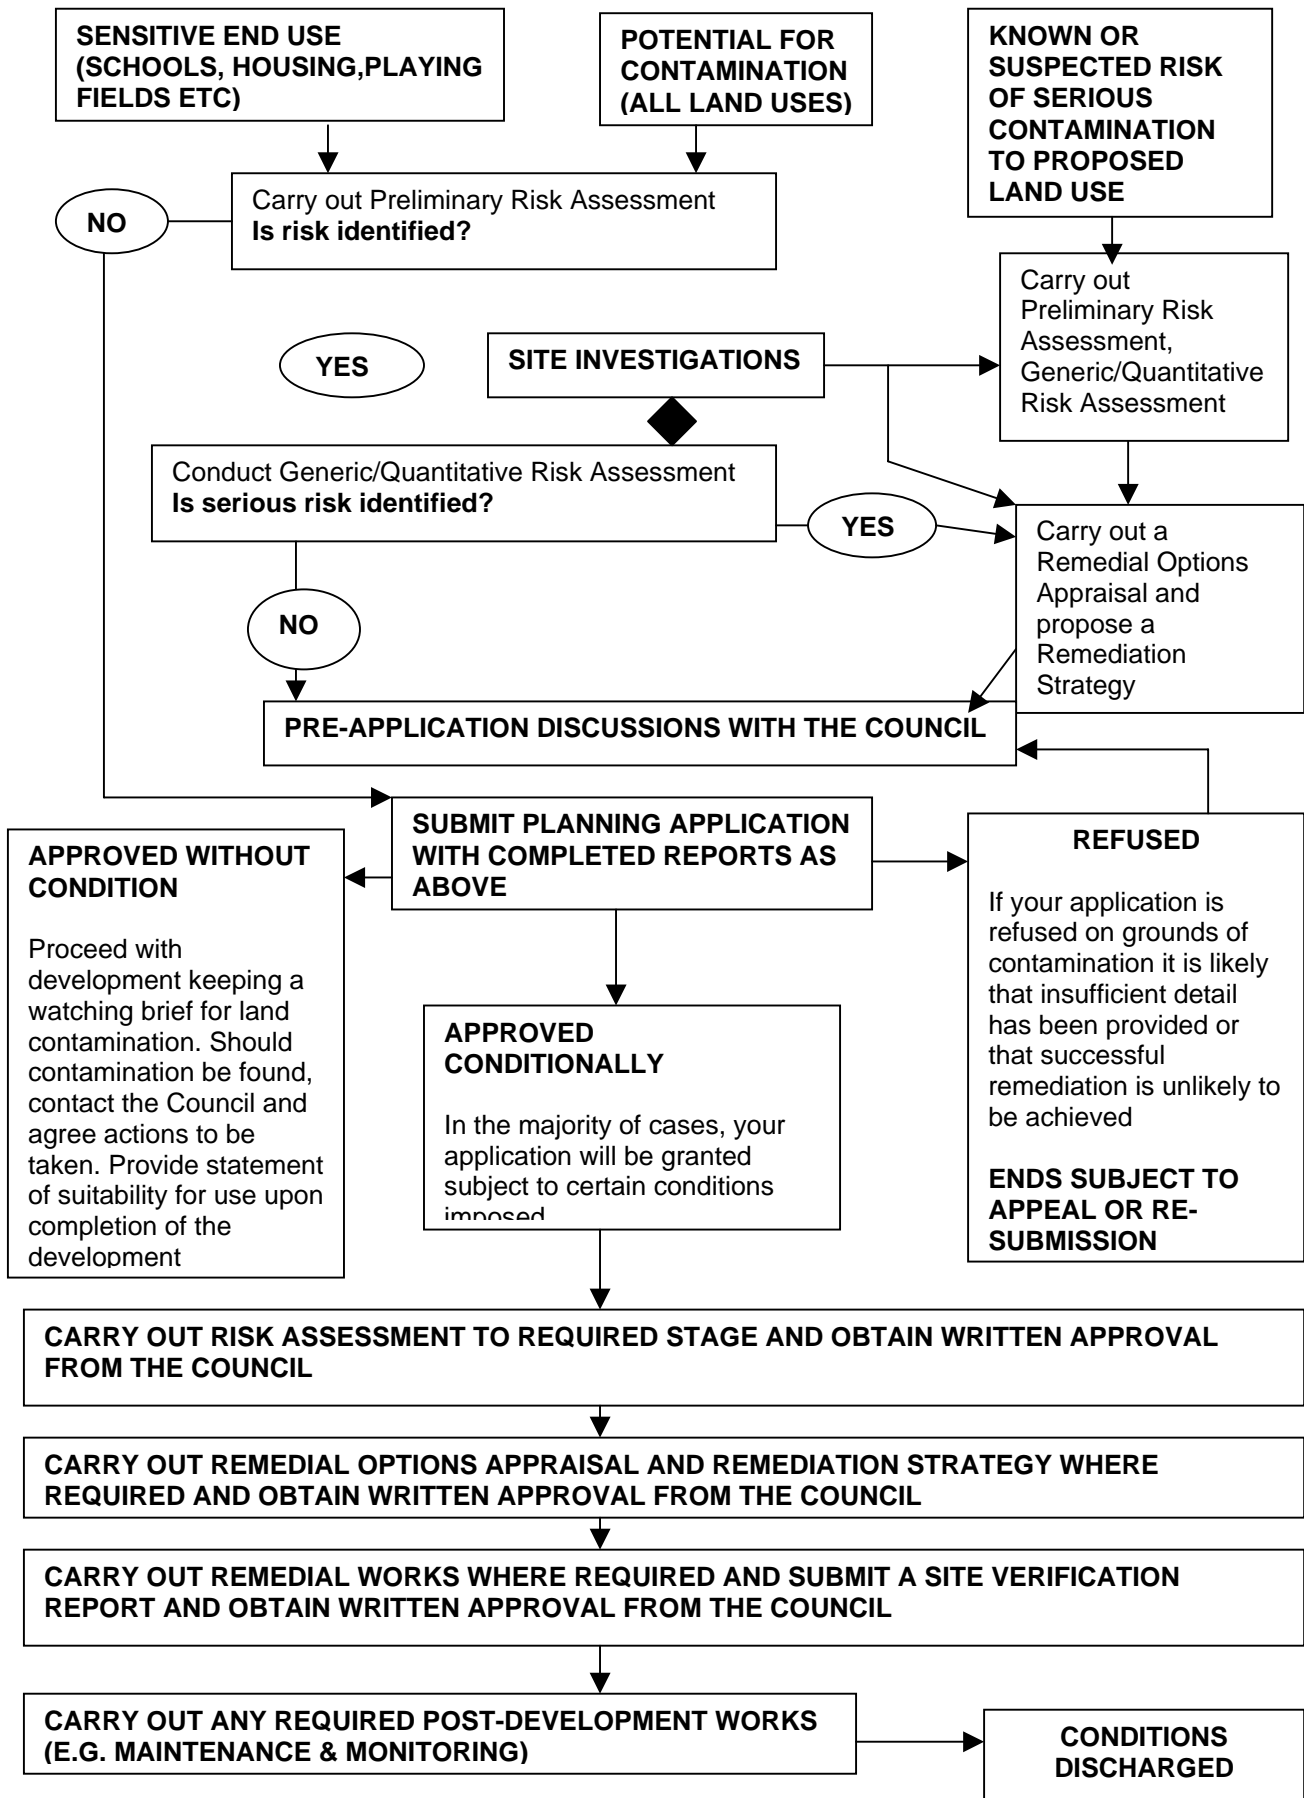 SENSITIVE END USE
(SCHOOLS, HOUSING,PLAYING
FIELDS ETC)
POTENTIAL FOR
CONTAMINATION
(ALL LAND USES)
KNOWN OR
SUSPECTED RISK
OF SERIOUS
CONTAMINATION
TO PROPOSED
LAND USE
NO
Carry out Preliminary Risk Assessment
Is risk identified?
Carry out
Preliminary Risk
Assessment,
Generic/Quantitative
Risk Assessment
YES
SITE INVESTIGATIONS
Conduct Generic/Quantitative Risk Assessment
Is serious risk identified?
YES
Carry out a
Remedial Options
Appraisal and
propose a
Remediation
Strategy
NO
PRE-APPLICATION DISCUSSIONS WITH THE COUNCIL
SUBMIT PLANNING APPLICATION
WITH COMPLETED REPORTS AS
ABOVE
APPROVED WITHOUT
CONDITION
Proceed with
development keeping a
watching brief for land
contamination. Should
contamination be found,
contact the Council and
agree actions to be
taken. Provide statement
of suitability for use upon
completion of the
development
APPROVED
CONDITIONALLY
In the majority of cases, your
application will be granted
subject to certain conditions
imposed
REFUSED
If your application is
refused on grounds of
contamination it is likely
that insufficient detail
has been provided or
that successful
remediation is unlikely to
be achieved
ENDS SUBJECT TO
APPEAL OR RE-
SUBMISSION
CARRY OUT RISK ASSESSMENT TO REQUIRED STAGE AND OBTAIN WRITTEN APPROVAL
FROM THE COUNCIL
CARRY OUT REMEDIAL OPTIONS APPRAISAL AND REMEDIATION STRATEGY WHERE
REQUIRED AND OBTAIN WRITTEN APPROVAL FROM THE COUNCIL
CARRY OUT REMEDIAL WORKS WHERE REQUIRED AND SUBMIT A SITE VERIFICATION
REPORT AND OBTAIN WRITTEN APPROVAL FROM THE COUNCIL
CARRY OUT ANY REQUIRED POST-DEVELOPMENT WORKS
(E.G. MAINTENANCE & MONITORING)
CONDITIONS
DISCHARGED